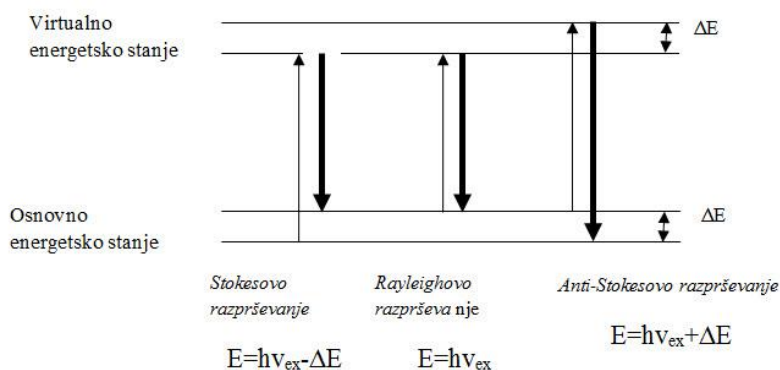 Virtualno
energetsko stanje
ΔE
Osnovno
energetsko stanje
ΔE
Stokesovo
razprševanje
Rayleighovo
razprševa nje
Anti-Stokesovo razprševanje
E=hνex-ΔE
E=hνex
E=hνex+ΔE